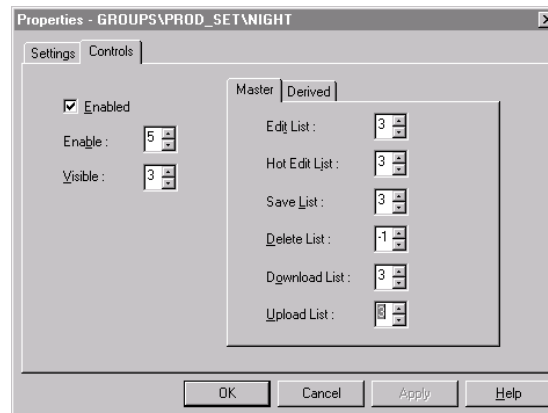 Properties - GROUPS\PROD_SET\NIGHT
Settings Controls
Enabled
Enable : 5
Visible : 3
Master Derived
Edit List : 3
Hot Edit List : 3
Save List : 3
Delete List : -1
Download List : 3
Upload List :
OK Cancel Apply Help